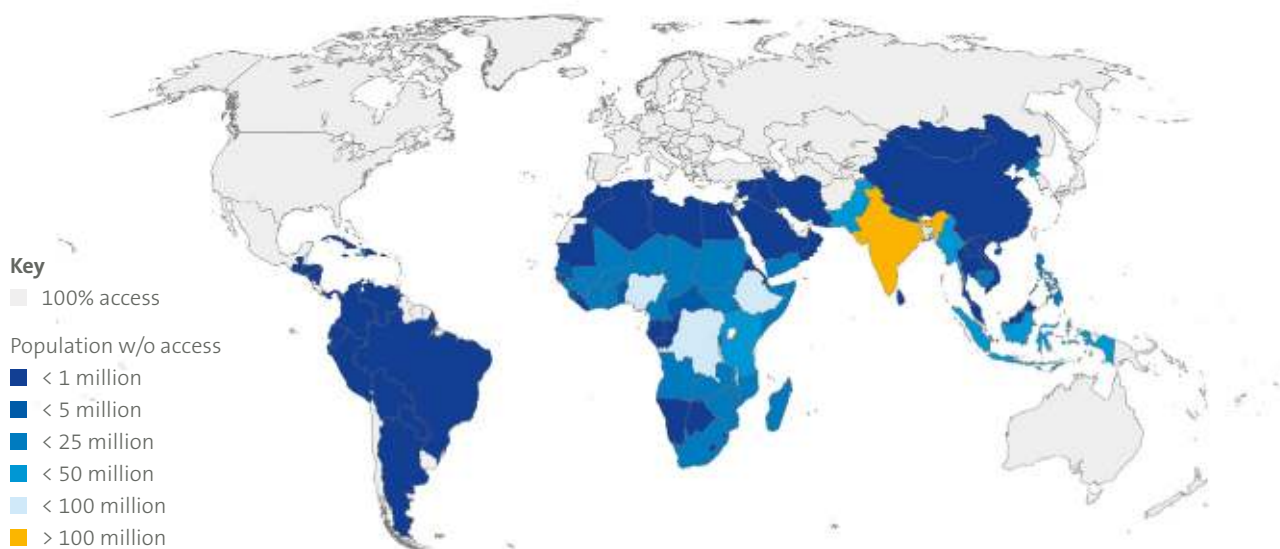 Key
100% access
Population w/o access
< 1 million
< 5 million
< 25 million
< 50 million
< 100 million
> 100 million